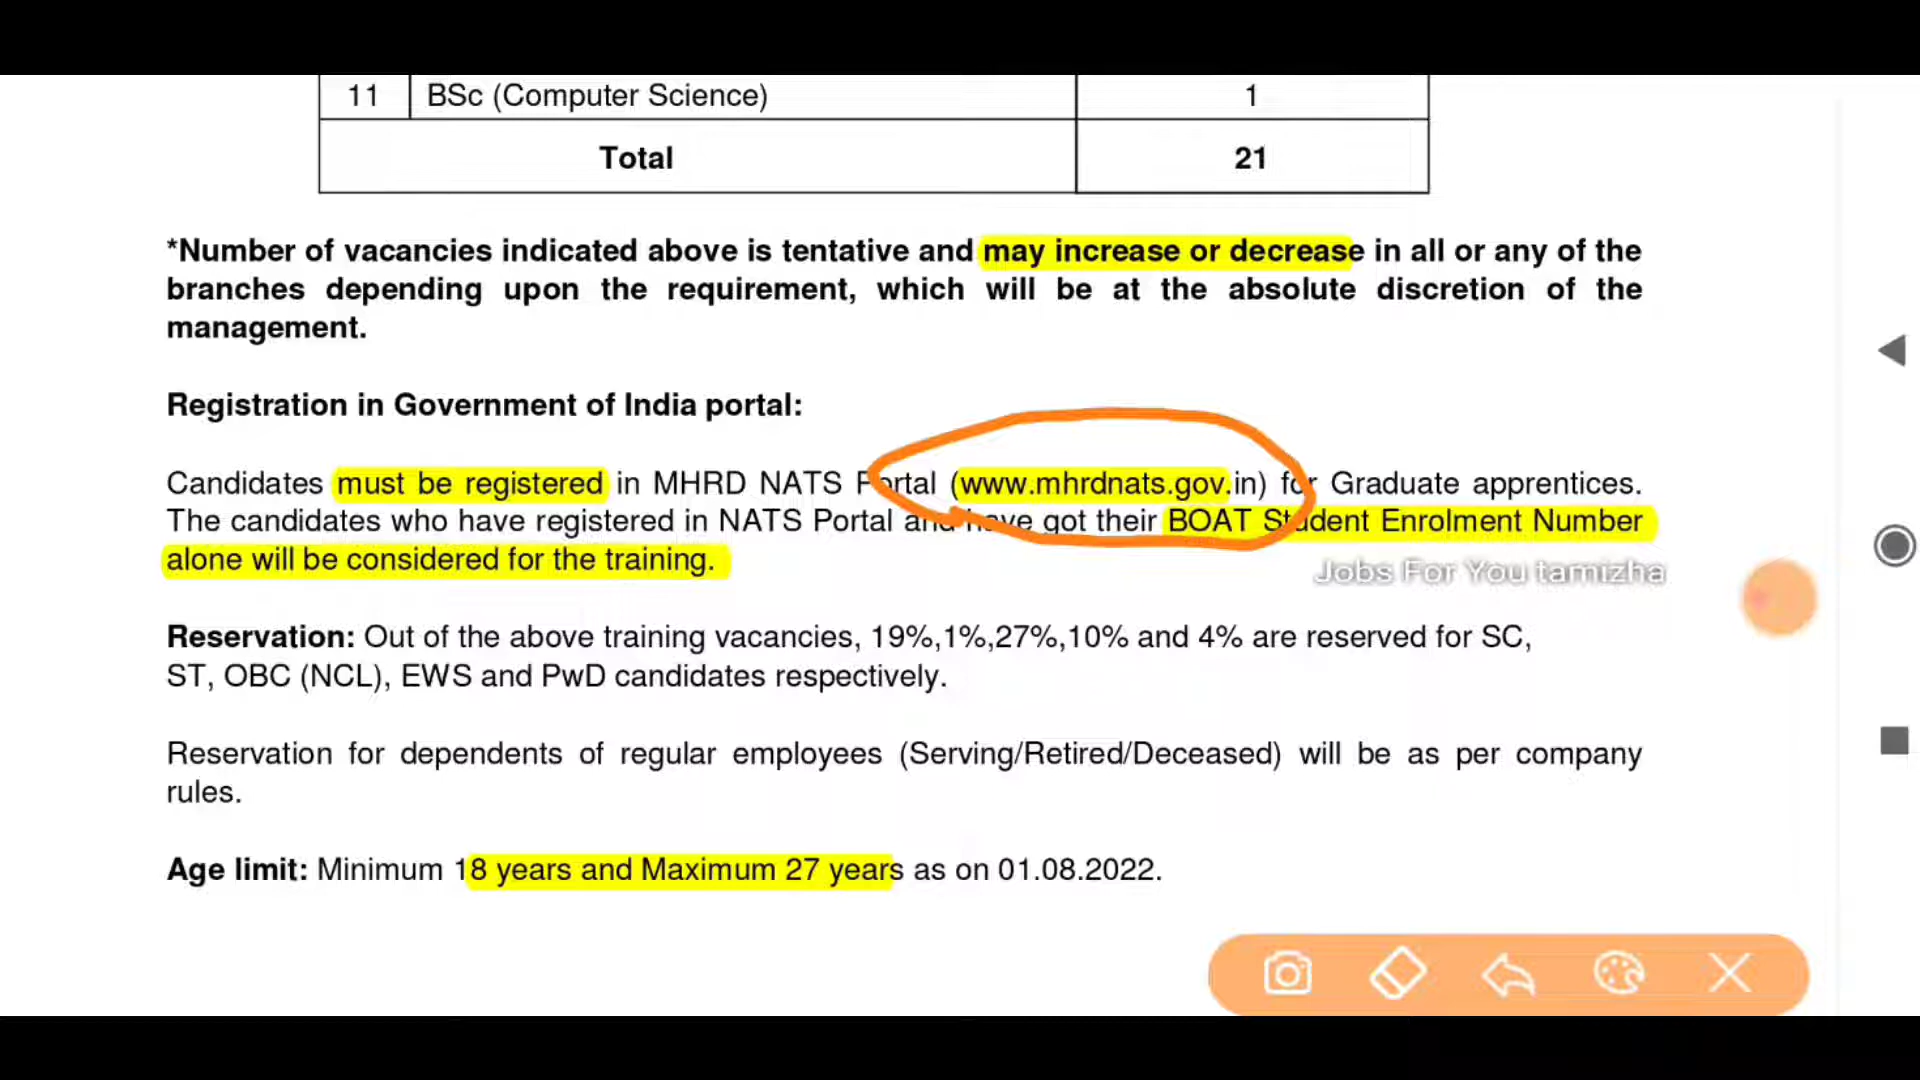 11 BSc (Computer Science) 1
Total 21
*Number of vacancies indicated above is tentative and may increase or decrease in all or any of the
branches depending upon the requirement, which will be at the absolute discretion of the
management.
Registration in Government of India portal:
Candidates must be registered in MHRD NATS Portal (www.mhrdnats.gov.in) for Graduate apprentices.
The candidates who have registered in NATS Portal and have got their BOAT Student Enrolment Number
alone will be considered for the training.
Jobs For You tamizha
Reservation: Out of the above training vacancies, 19%,1%,27%,10% and 4% are reserved for SC,
ST, OBC (NCL), EWS and PwD candidates respectively.
Reservation for dependents of regular employees (Serving/Retired/Deceased) will be as per company
rules.
Age limit: Minimum 18 years and Maximum 27 years as on 01.08.2022.